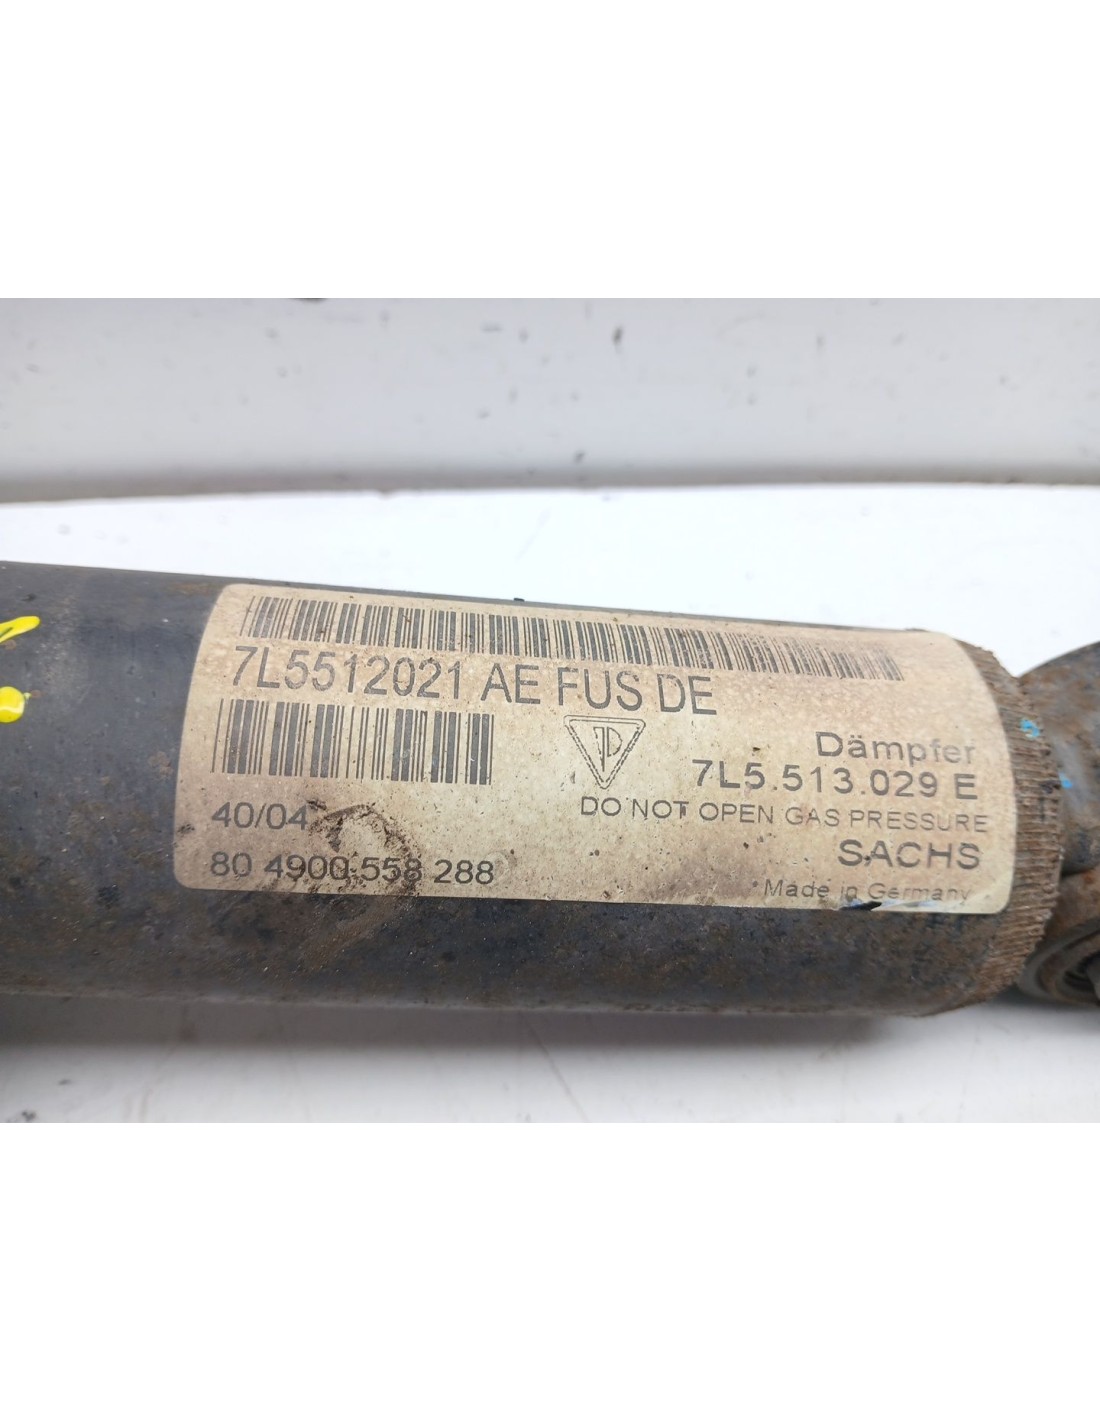 7L5512021 AE FUS DE
Dämpfer
7L5.513.029 E
DO NOT OPEN GAS PRESSURE
40/04
SACHS
80 4900 558 288
Made in Germany